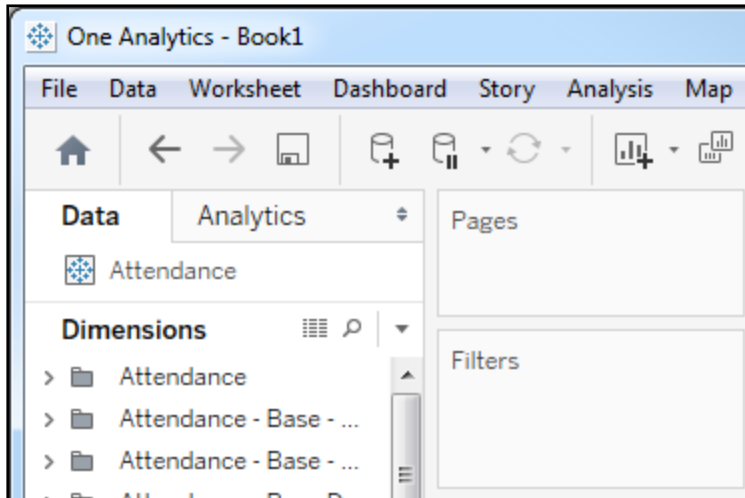 One Analytics - Book1
File Data Worksheet Dashboard Story Analysis Map
Data Analytics
Pages
Attendance
Dimensions
Filters
Attendance
Attendance - Base - ...
Attendance - Base - ...